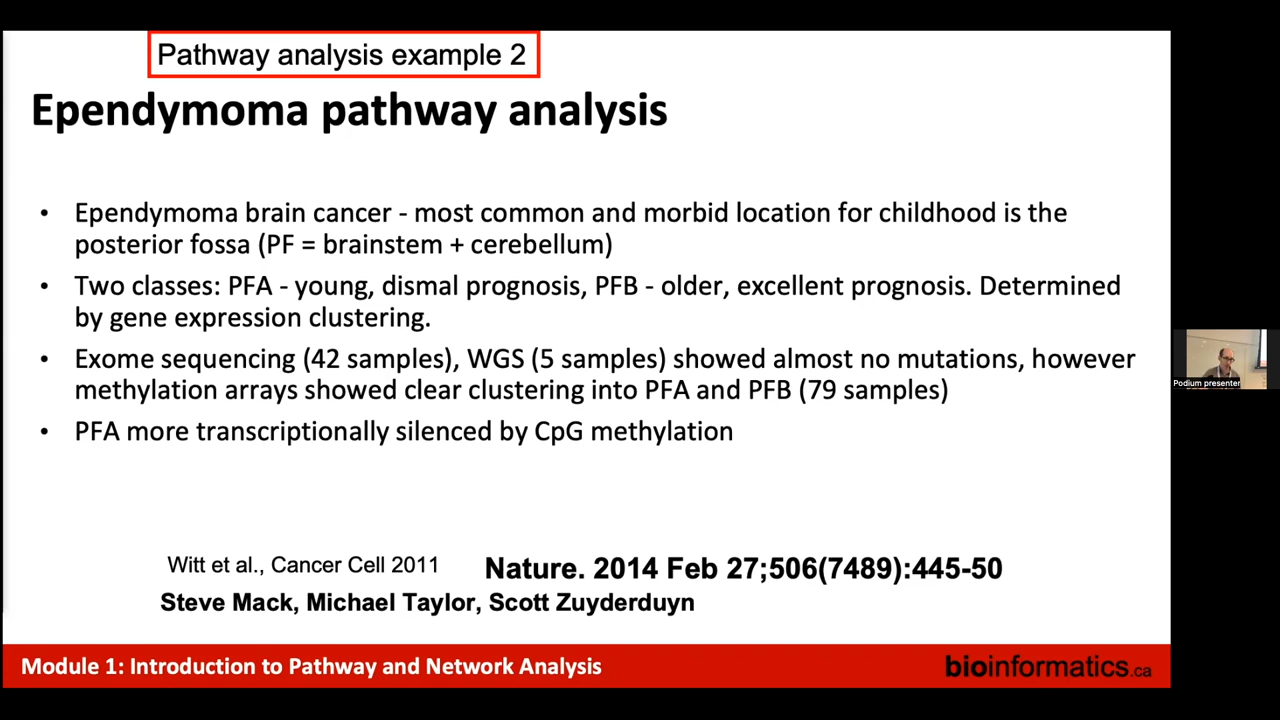 Pathway analysis example 2
Ependymoma pathway analysis
• Ependymoma brain cancer - most common and morbid location for childhood is the
posterior fossa (PF = brainstem + cerebellum)
• Two classes: PFA - young, dismal prognosis, PFB - older, excellent prognosis. Determined
by gene expression clustering.
• Exome sequencing (42 samples), WGS (5 samples) showed almost no mutations, however
methylation arrays showed clear clustering into PFA and PFB (79 samples)
• PFA more transcriptionally silenced by CpG methylation
Podium presenter
Witt et al., Cancer Cell 2011
Nature. 2014 Feb 27;506(7489):445-50
Steve Mack, Michael Taylor, Scott Zuyderduyn
Module 1: Introduction to Pathway and Network Analysis
bioinformatics.ca